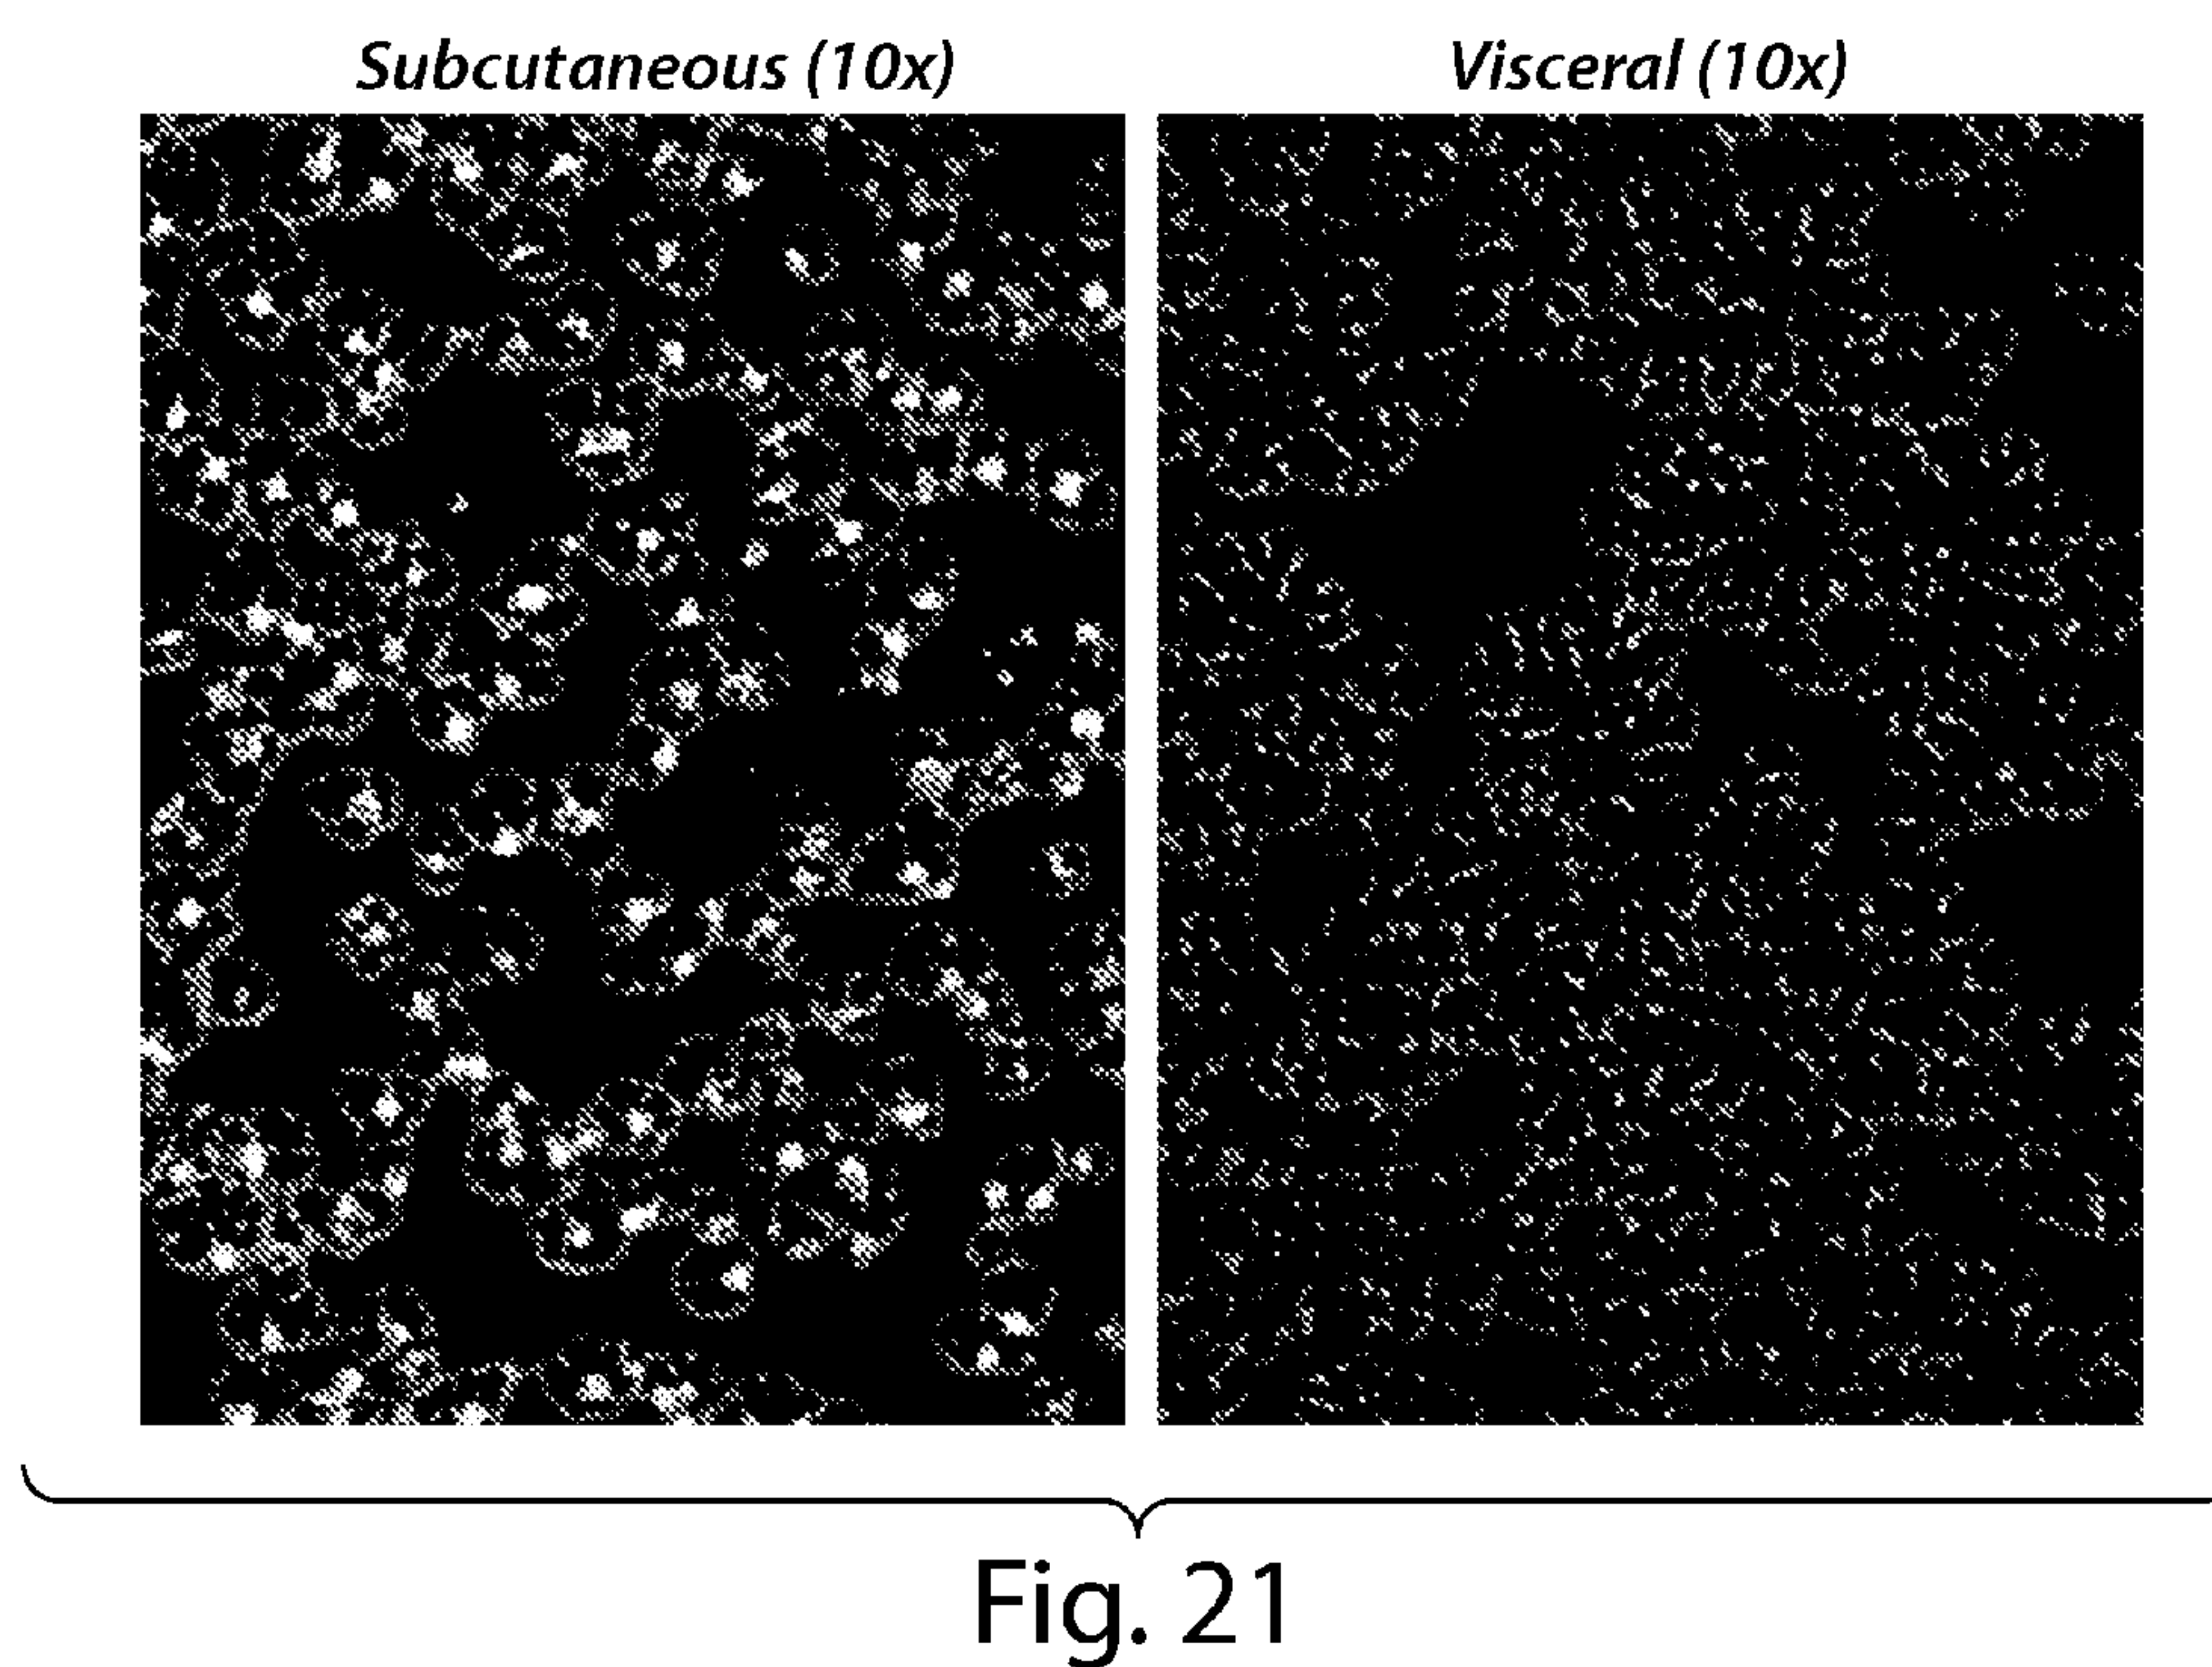 Subcutaneous (10x)
Visceral (10x)
Fig. 21